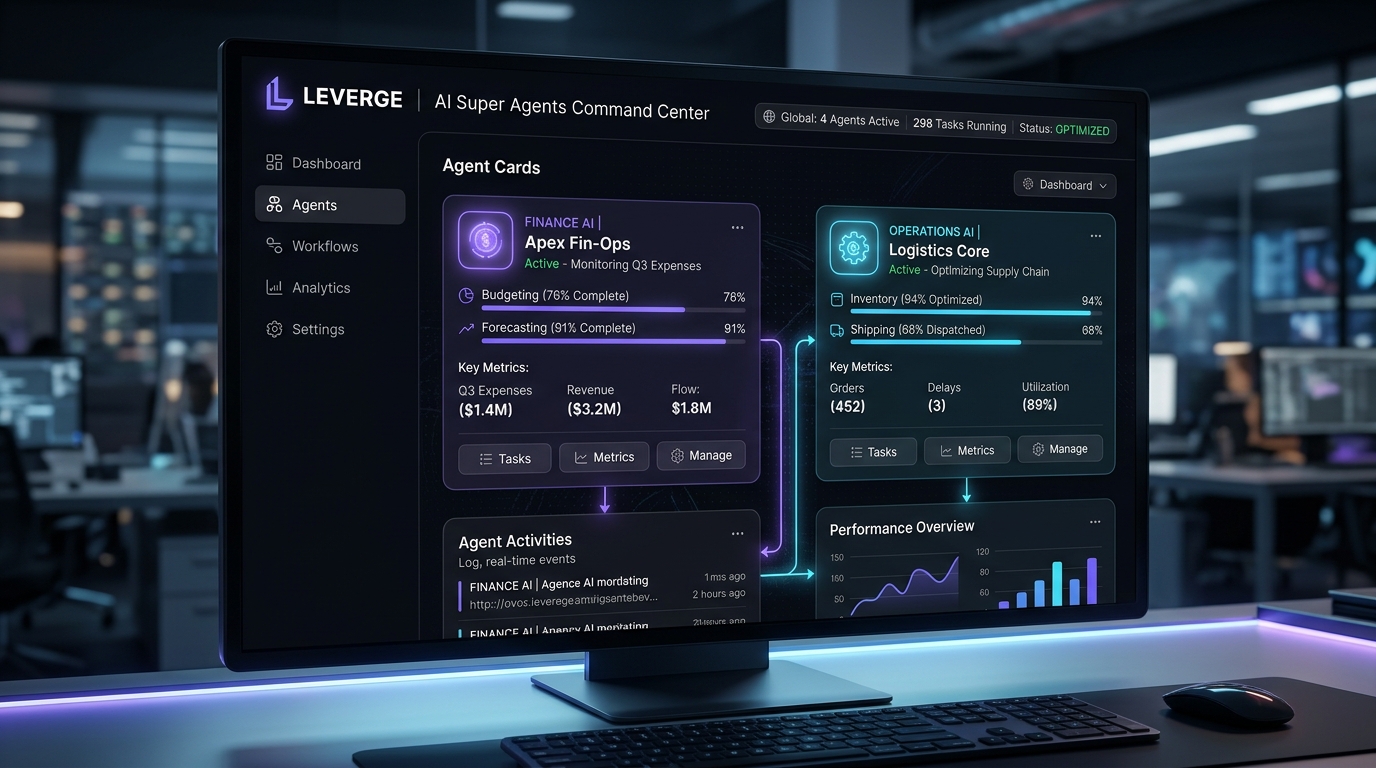 LEVERGE | AI Super Agents Command Center
Global: 4 Agents Active | 298 Tasks Running | Status: OPTIMIZED
Dashboard
Agents
Workflows
Analytics
Settings
Agent Cards
Dashboard
FINANCE AI |
Apex Fin-Ops
Active - Monitoring Q3 Expenses
Budgeting (76% Complete) 76%
Forecasting (91% Complete) 91%
Key Metrics:
Q3 Expenses Revenue Flow:
($1.4M) ($3.2M) $1.8M
Tasks Metrics Manage
OPERATIONS AI |
Logistics Core
Active - Optimizing Supply Chain
Inventory (94% Optimized) 94%
Shipping (68% Dispatched) 68%
Key Metrics:
Grders Delays Utilization
(452) (3) (89%)
Tasks Metrics Manage
Agent Activities
Log, real-time events
FINANCE AI | Agence AI mordating 1ms ago
2 hours ago
FINANCE AI |
Performance Overview
150
160
50
120
80
60